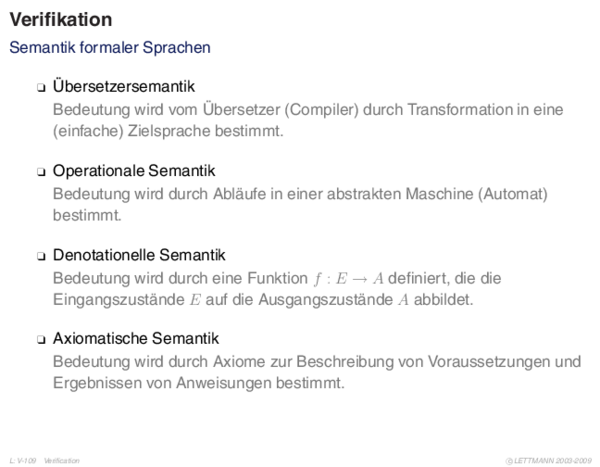 Verifikation
Semantik formaler Sprachen
❑ Übersetzersemantik
Bedeutung wird vom Übersetzer (Compiler) durch Transformation in eine
(einfache) Zielsprache bestimmt.
❑ Operationale Semantik
Bedeutung wird durch Abläufe in einer abstrakten Maschine (Automat)
bestimmt.
❑ Denotationelle Semantik
Bedeutung wird durch eine Funktion f : E → A definiert, die die
Eingangszustände E auf die Ausgangszustände A abbildet.
❑ Axiomatische Semantik
Bedeutung wird durch Axiome zur Beschreibung von Voraussetzungen und
Ergebnissen von Anweisungen bestimmt.
L: V-109 Verification
© LETTMANN 2003-2009